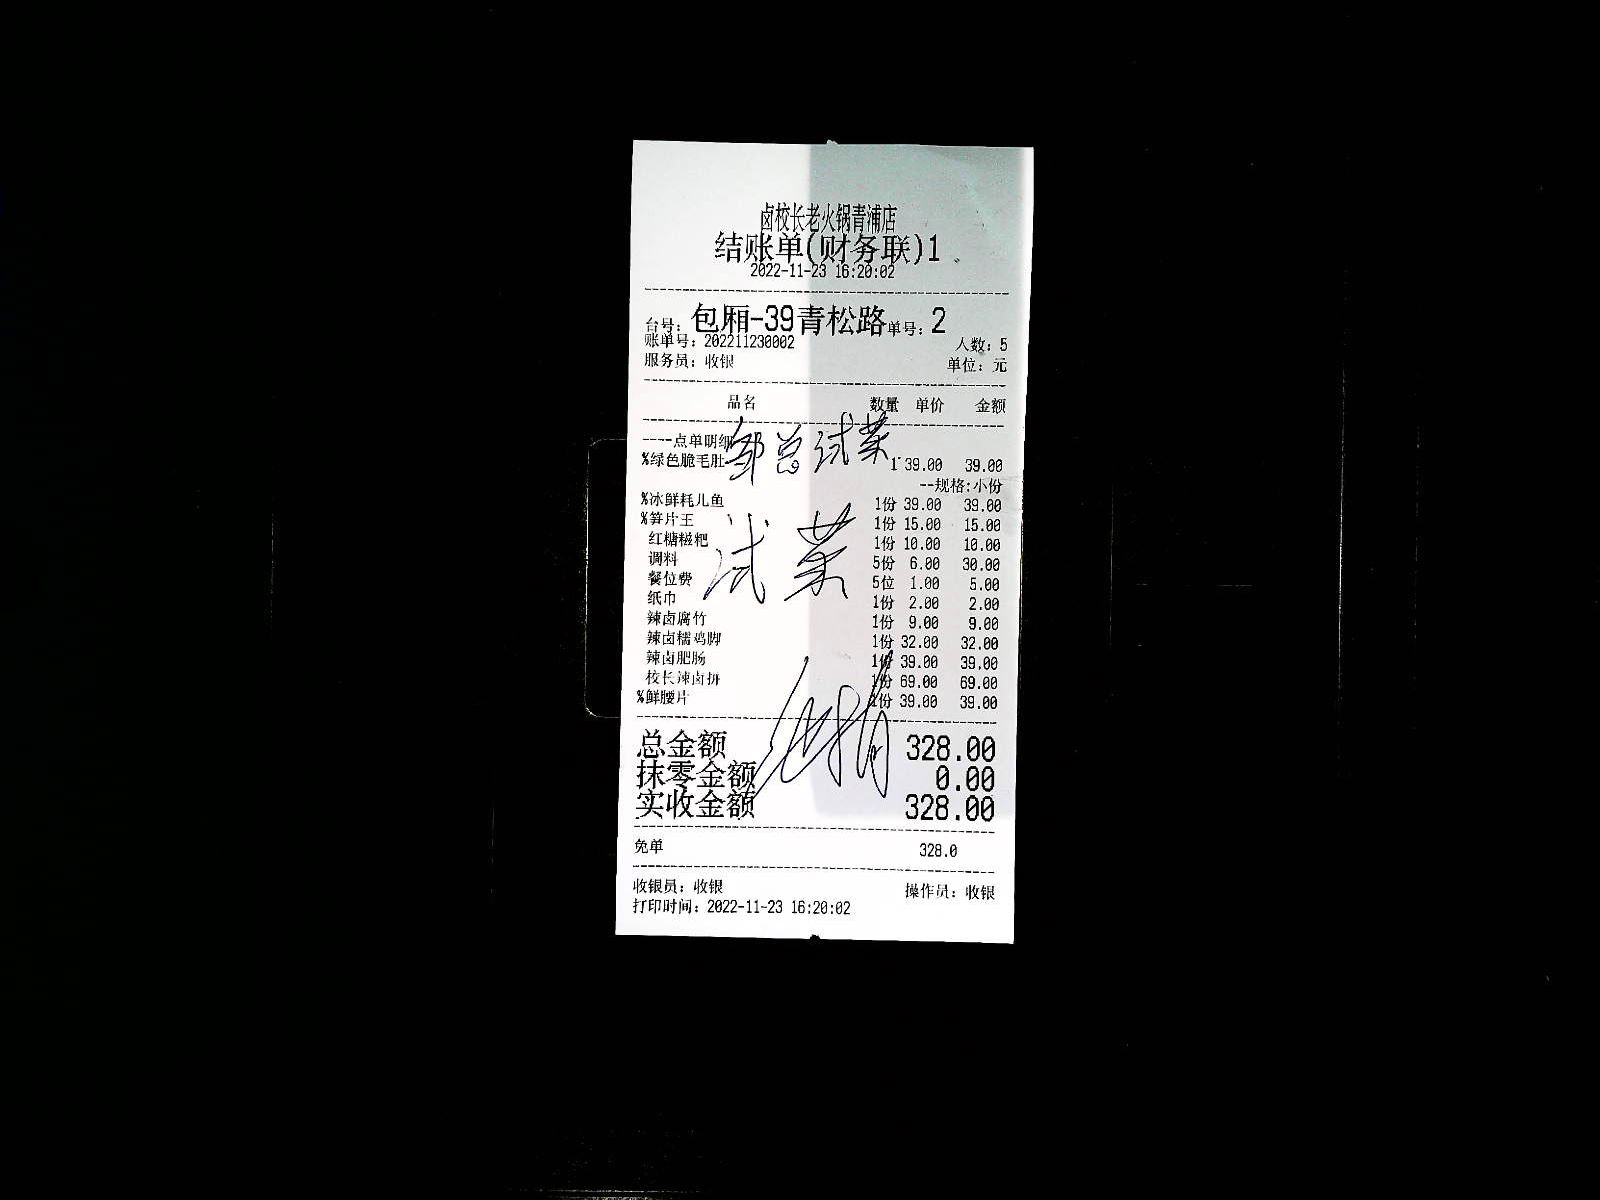 卤校长老火锅青浦店
结账单(财务联)1
2022-11-23 16:20:02
台号: 包厢-39青松路 单号: 2
账单号: 202211230002 人数: 5
服务员: 收银 单位: 元
品名 数量 单价 金额
----点单明细
邹总试菜
%绿色脆毛肚 1 39.00 39.00
--规格:小份
%冰鲜耗儿鱼 1份 39.00 39.00
%笋片王 1份 15.00 15.00
红糖糍粑 1份 10.00 10.00
试菜
调料 5份 6.00 30.00
餐位费 5位 1.00 5.00
纸巾 1份 2.00 2.00
辣卤腐竹 1份 9.00 9.00
辣卤糯鸡脚 1份 32.00 32.00
辣卤肥肠 1份 39.00 39.00
校长辣卤拼 1份 69.00 69.00
%鲜腰片 1份 39.00 39.00
总金额 328.00
抹零金额 0.00
实收金额 328.00
免单 328.0
收银员: 收银 操作员: 收银
打印时间: 2022-11-23 16:20:02